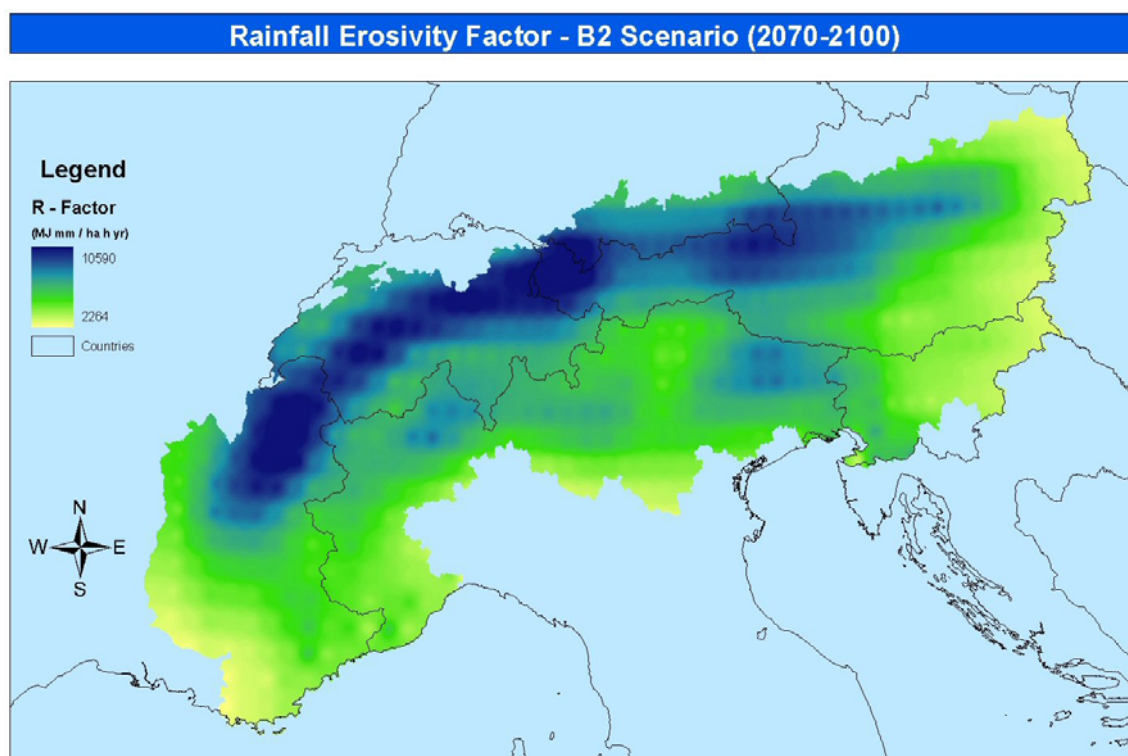 Rainfall Erosivity Factor - B2 Scenario (2070-2100)
Legend
R - Factor
(MJ mm / ha h yr)
10590
2264
Countries
N
W E
S